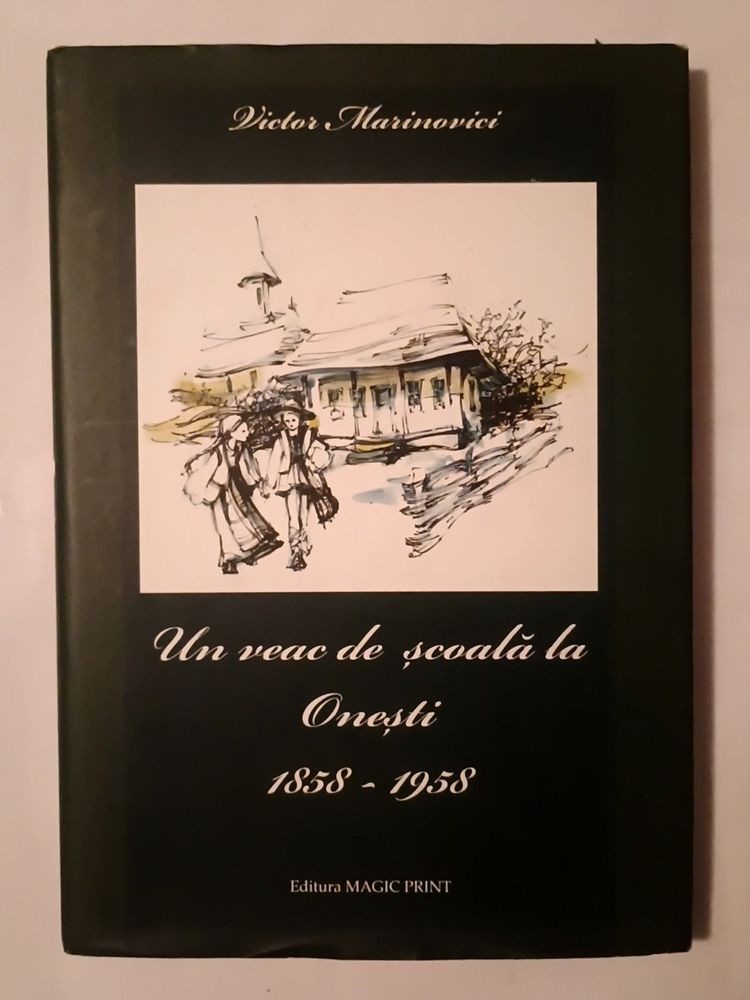 Victor Marinovici
Un veac de școală la
Onești
1858 - 1958
Editura MAGIC PRINT